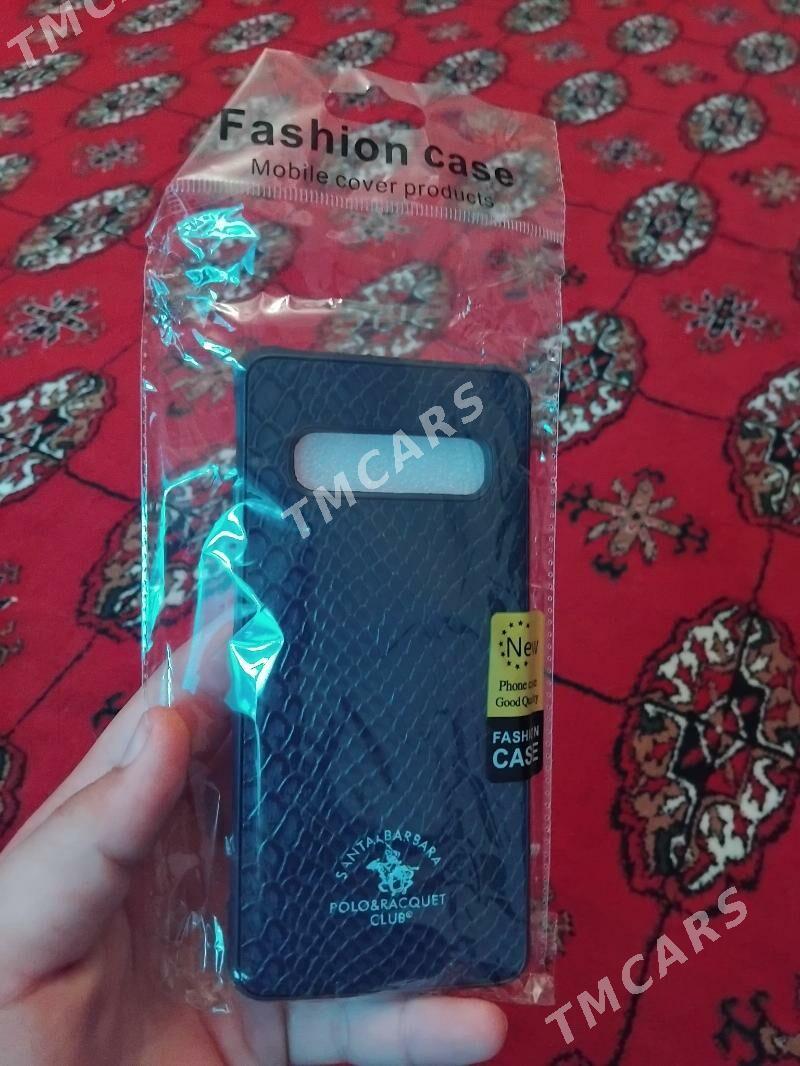 TMCARS
Fashion Case
Mobile cover products
TMCARS
New
Phone case
Good Quality
FASHION
CASE
SANTA BARBARA
POLO&RACQUET
CLUB®
TMCARS